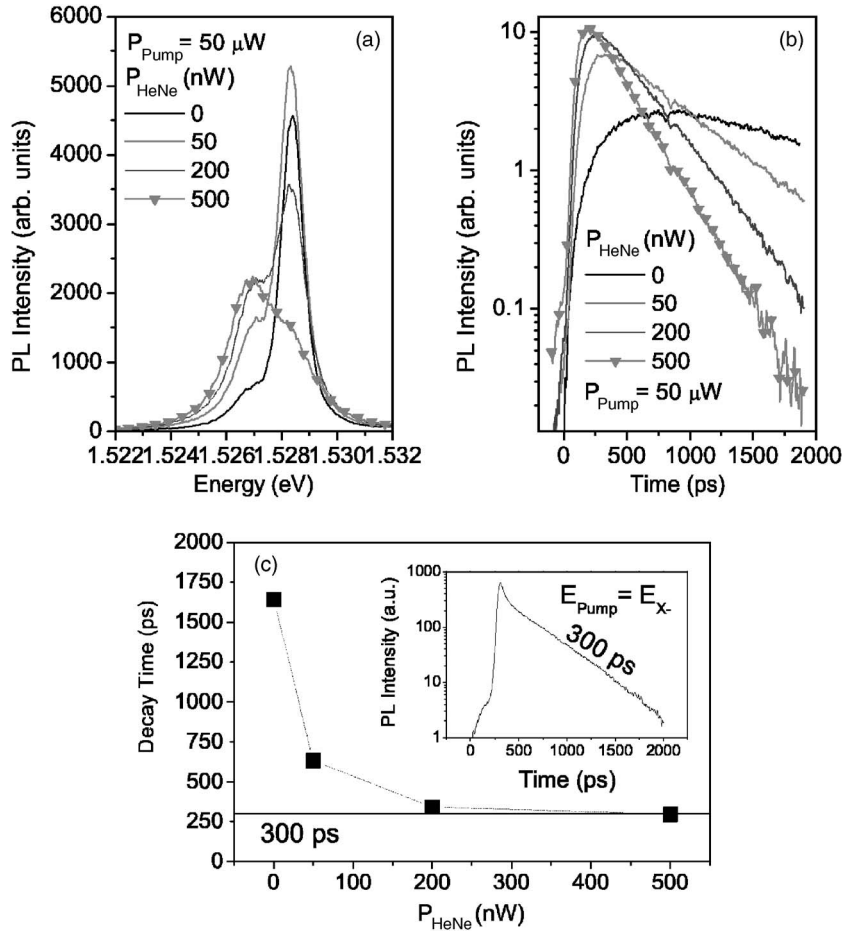 (a)
P_Pump = 50 μW
P_HeNe
(nW)
0
50
200
500
6000
5000
4000
3000
2000
1000
0
PL Intensity (arb. units)
1.522 1.524 1.526 1.528 1.530 1.532
Energy (eV)
(b)
10
1
0.1
PL Intensity (arb. units)
P_HeNe (nW)
0
50
200
500
P_Pump = 50 μW
0 500 1000 1500 2000
Time (ps)
(c)
2000
1750
1500
1250
1000
750
500
250
0
Decay Time (ps)
300 ps
0 100 200 300 400 500
P_HeNe (nW)
1000
100
10
1
PL Intensity (a.u.)
E_Pump = E_X-
300 ps
0 500 1000 1500 2000
Time (ps)